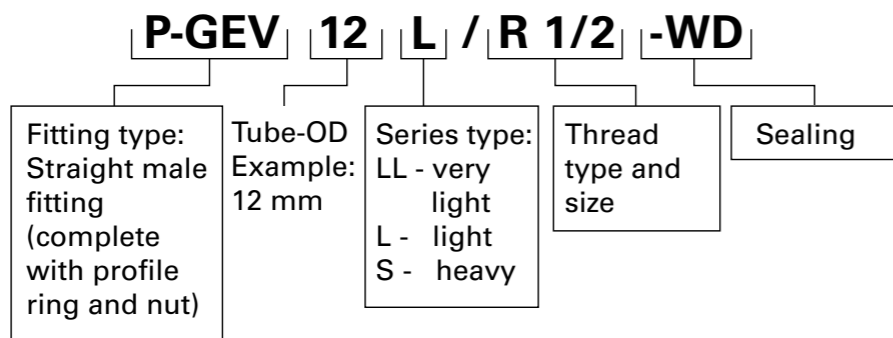 P-GEV 12 L / R 1/2 -WD
Fitting type:
Straight male
fitting
(complete
with profile
ring and nut)
Tube-OD
Example:
12 mm
Series type:
LL - very
light
L - light
S - heavy
Thread
type and
size
Sealing